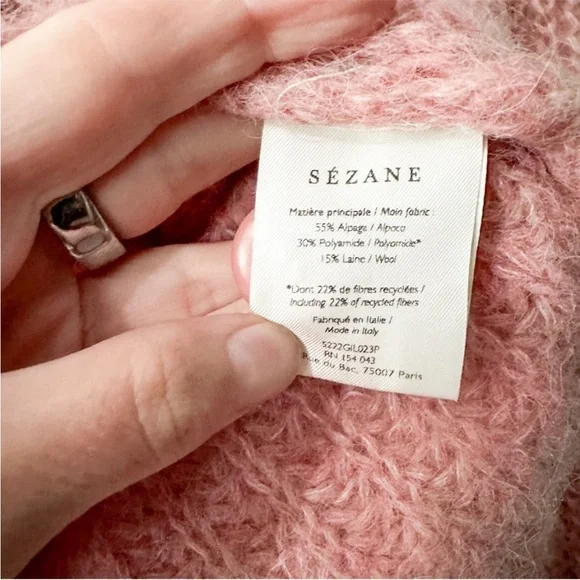 SÉZANE
Matière principale / Main fabric :
55% Alpaga / Alpaca
30% Polyamide / Polyamide*
15% Laine / Wool
*Dont 22% de fibres recyclées /
Including 22% of recycled fibers
Fabriqué en Italie /
Made in Italy
5222GIL023P
RN 154 043
Rue du Bac, 75007 Paris